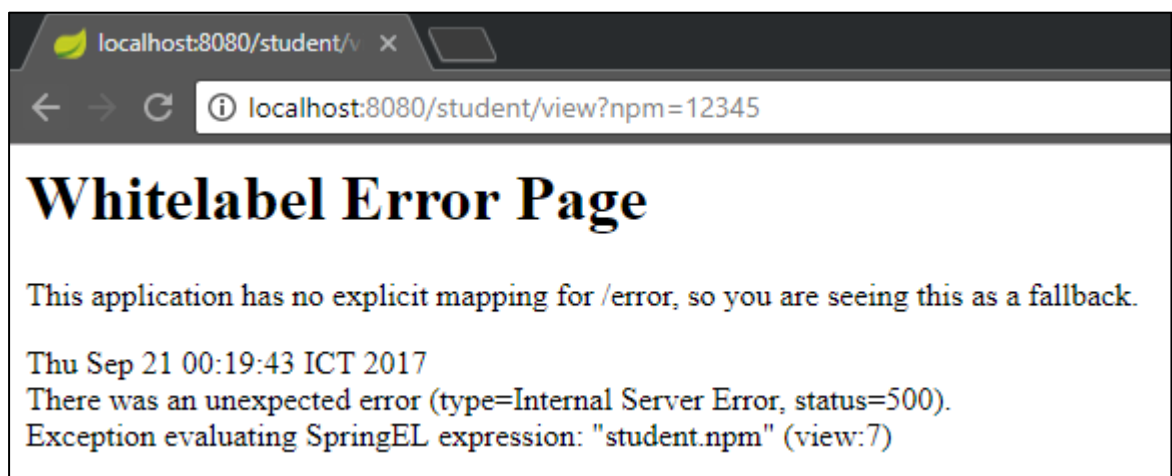 localhost:8080/student/v
localhost:8080/student/view?npm=12345
Whitelabel Error Page
This application has no explicit mapping for /error, so you are seeing this as a fallback.
Thu Sep 21 00:19:43 ICT 2017
There was an unexpected error (type=Internal Server Error, status=500).
Exception evaluating SpringEL expression: "student.npm" (view:7)